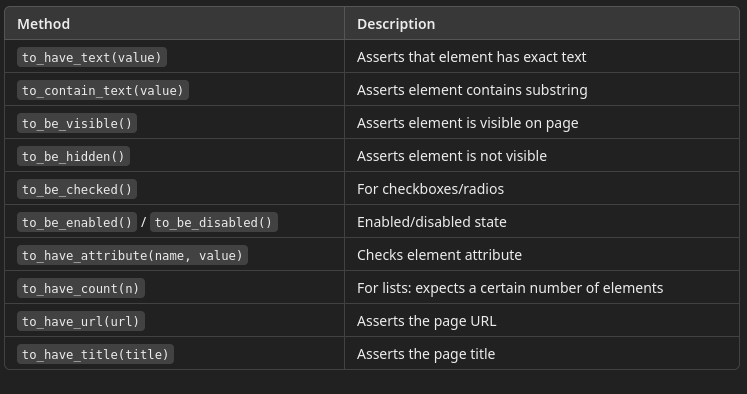 Method Description
to_have_text(value) Asserts that element has exact text
to_contain_text(value) Asserts element contains substring
to_be_visible() Asserts element is visible on page
to_be_hidden() Asserts element is not visible
to_be_checked() For checkboxes/radios
to_be_enabled() / to_be_disabled() Enabled/disabled state
to_have_attribute(name, value) Checks element attribute
to_have_count(n) For lists: expects a certain number of elements
to_have_url(url) Asserts the page URL
to_have_title(title) Asserts the page title